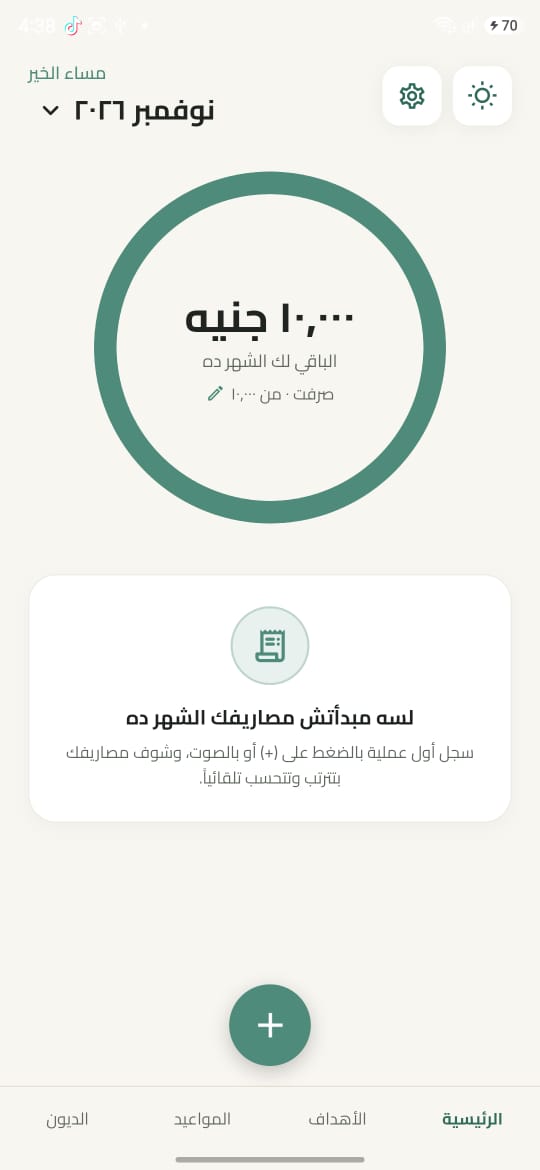 4:38
70
مساء الخير
نوفمبر ٢٠٢٦
١٠,٠٠٠ جنيه
الباقي لك الشهر ده
صرفت ٠ من ١٠,٠٠٠
لسه مبدأتش مصاريفك الشهر ده
سجل أول عملية بالضغط على (+) أو بالصوت، وشوف مصاريفك
بتترتب وتتحسب تلقائياً.
+
الرئيسية
الأهداف
المواعيد
الديون